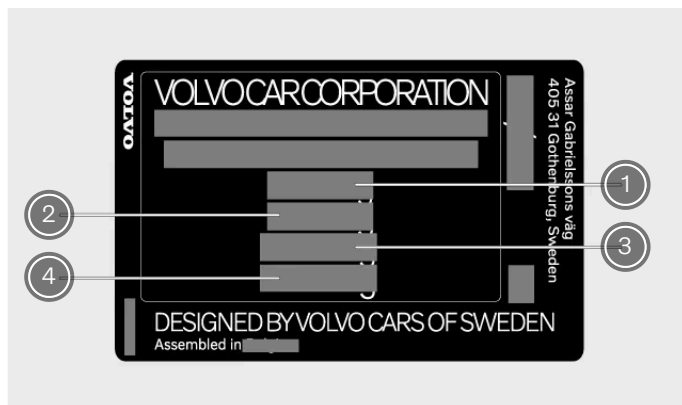 VOLVO
VOLVO CAR CORPORATION
Assar Gabrielssons väg
405 31 Gothenburg, Sweden
1
2
3
4
DESIGNED BY VOLVO CARS OF SWEDEN
Assembled in